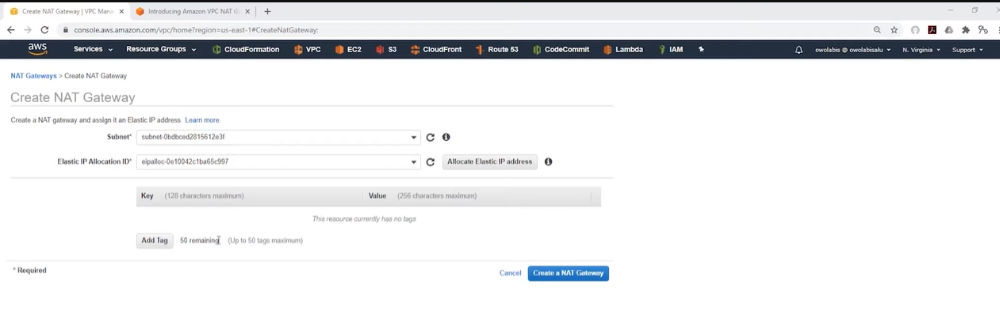 Create NAT Gateway | VPC Mana × Introducing Amazon VPC NAT G × +
console.aws.amazon.com/vpc/home?region=us-east-1#CreateNatGateway:
aws Services Resource Groups CloudFormation VPC EC2 S3 CloudFront Route 53 CodeCommit Lambda IAM owolabis @ owolabisalu N. Virginia Support
NAT Gateways > Create NAT Gateway
Create NAT Gateway
Create a NAT gateway and assign it an Elastic IP address. Learn more.
Subnet* subnet-0bdbced2815612e3f
Elastic IP Allocation ID* eipalloc-0e10042c1ba65c997 Allocate Elastic IP address
Key (128 characters maximum) Value (256 characters maximum)
This resource currently has no tags
Add Tag 50 remaining (Up to 50 tags maximum)
* Required
Cancel Create a NAT Gateway